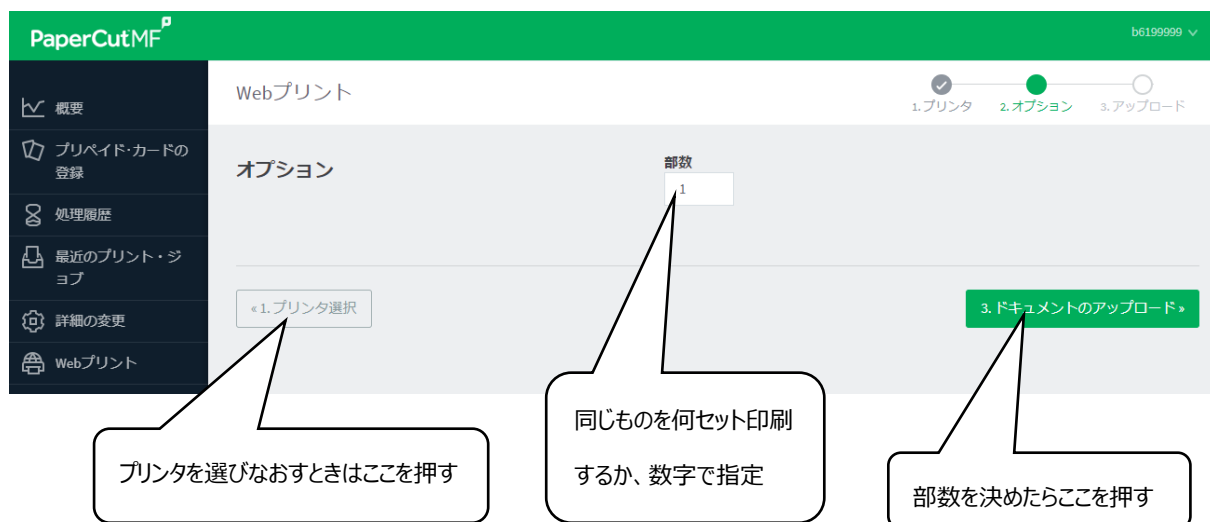 PaperCutMF
b6199999
概要
プリペイド・カードの
登録
処理履歴
最近のプリント・ジ
ョブ
詳細の変更
Webプリント
Webプリント
1.プリンタ
2.オプション
3.アップロード
オプション
部数
1
«1.プリンタ選択
3.ドキュメントのアップロード»
プリンタを選びなおすときはここを押す
同じものを何セット印刷
するか、数字で指定
部数を決めたらここを押す